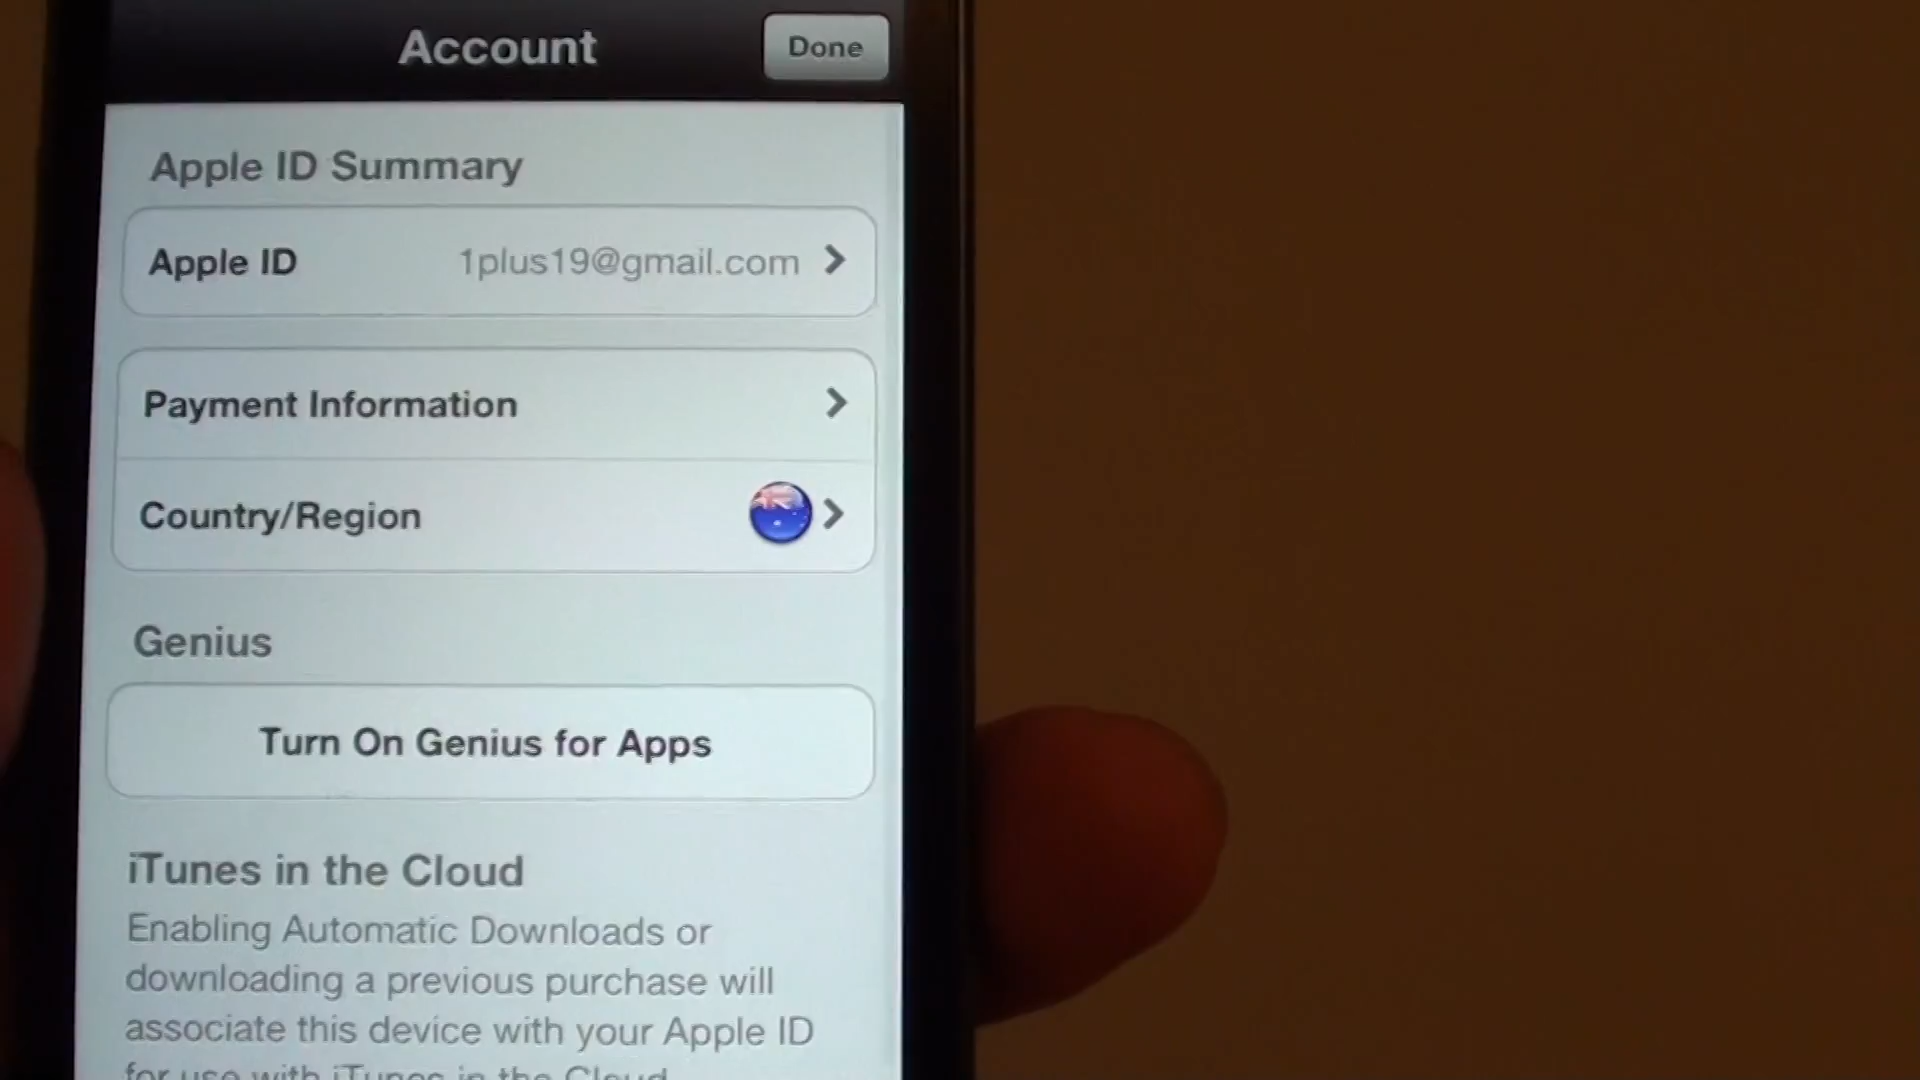 Account
Done
Apple ID Summary
Apple ID 1plus19@gmail.com
Payment Information
Country/Region
Genius
Turn On Genius for Apps
iTunes in the Cloud
Enabling Automatic Downloads or
downloading a previous purchase will
associate this device with your Apple ID
for use with iTunes in the Cloud.